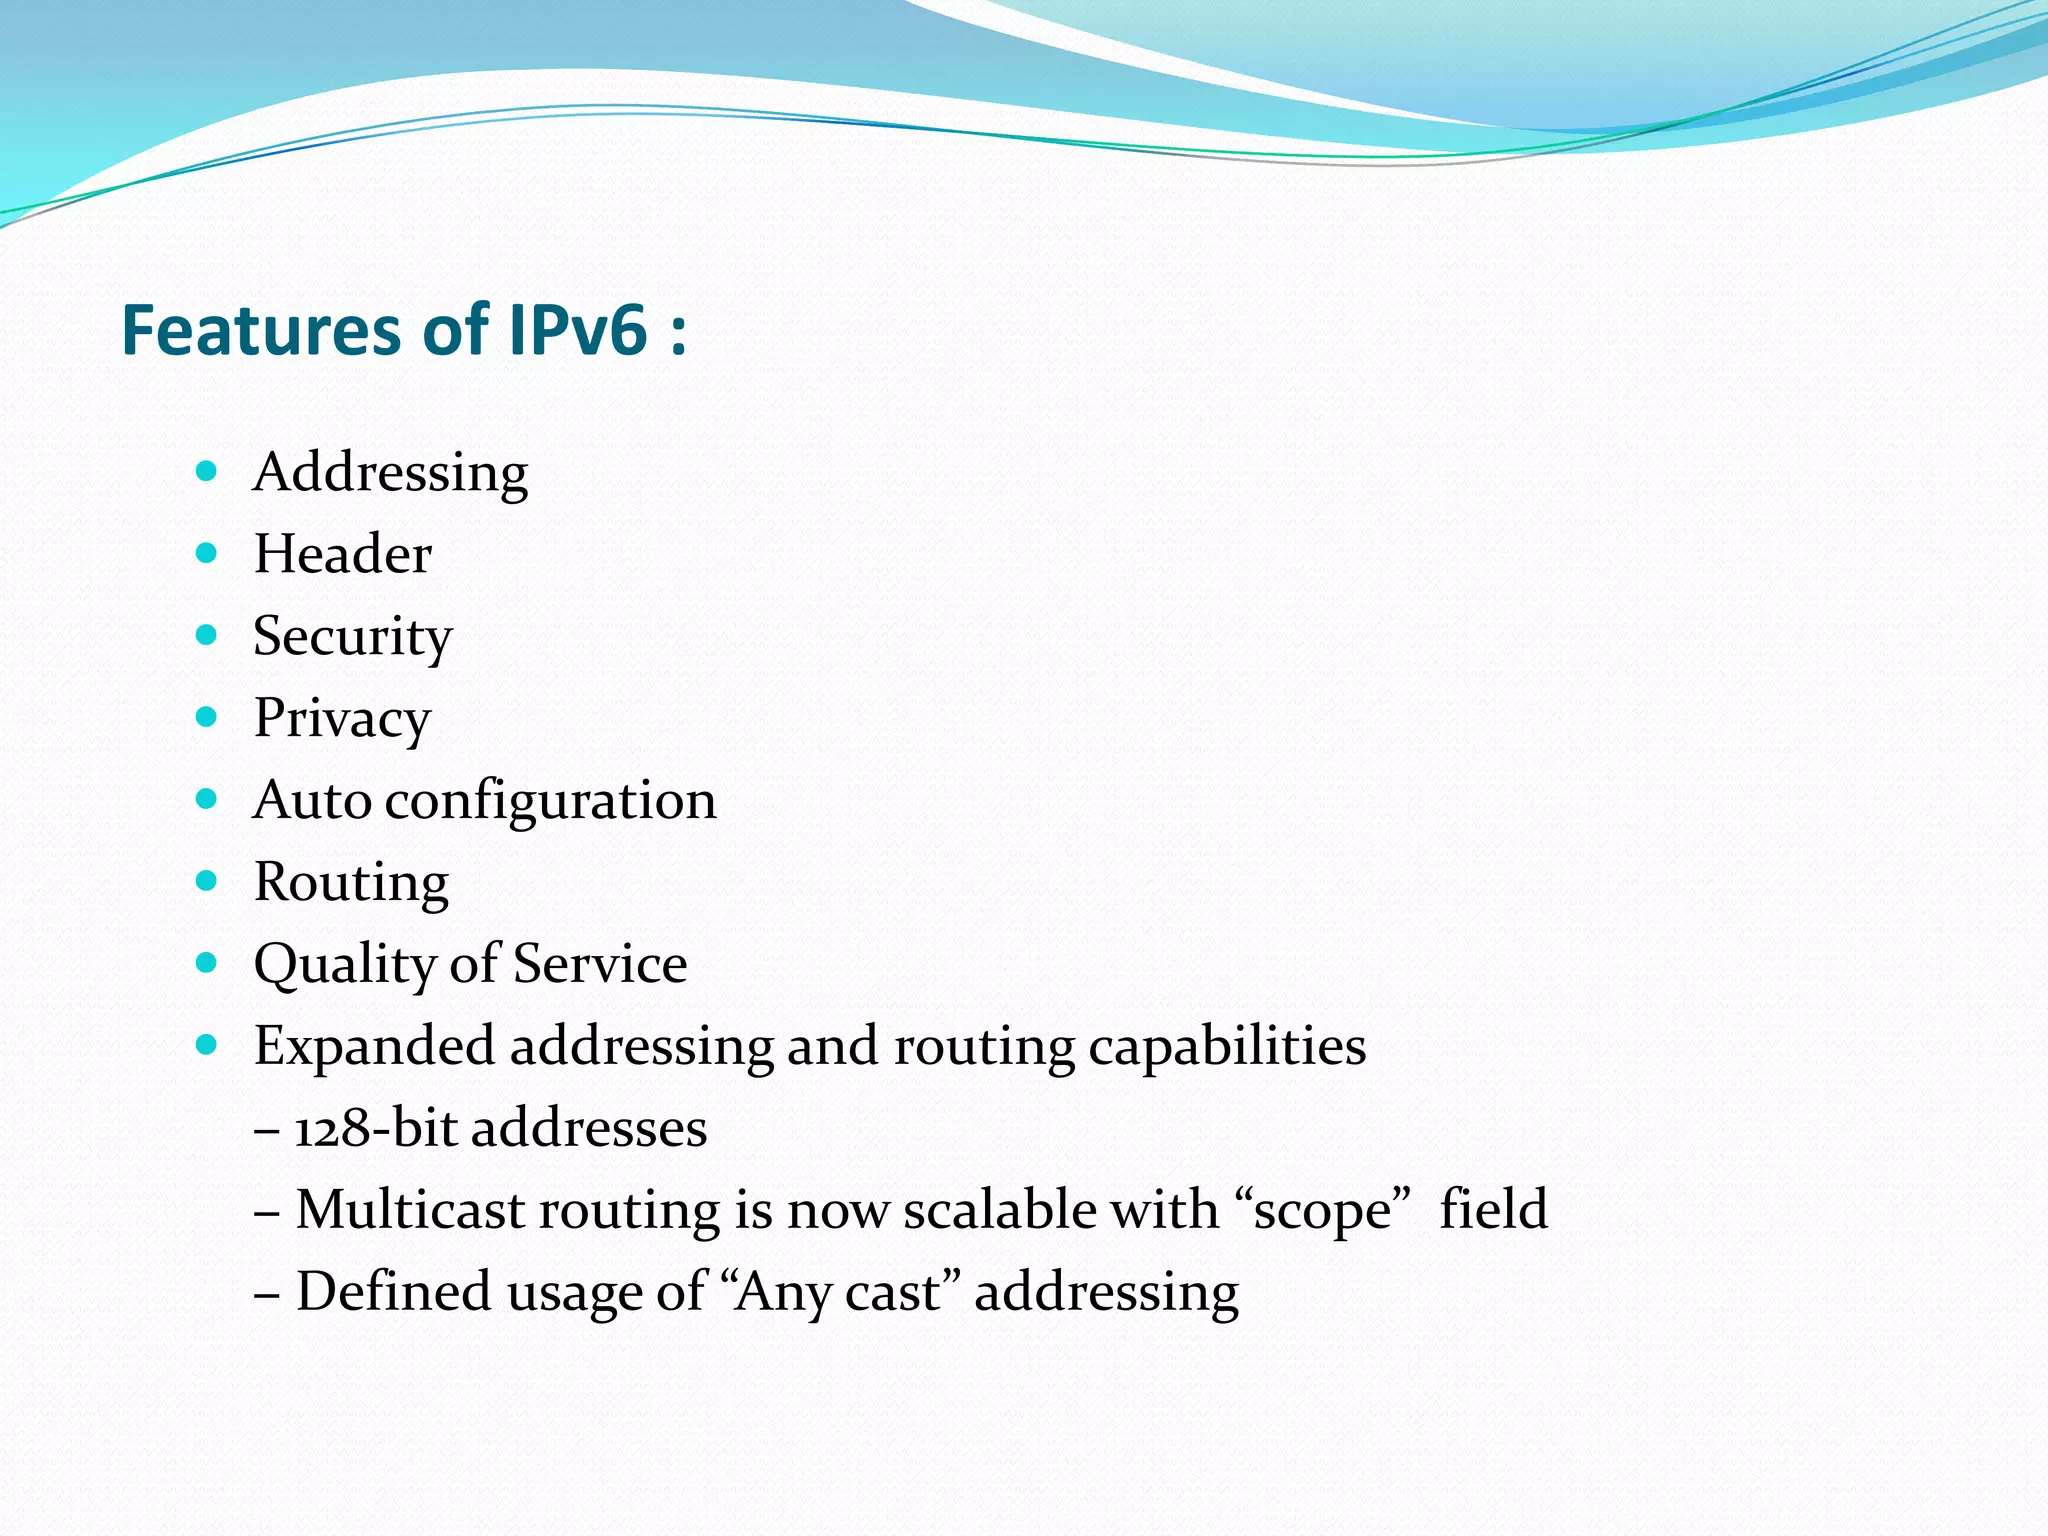 Features of IPv6 :
• Addressing
• Header
• Security
• Privacy
• Auto configuration
• Routing
• Quality of Service
• Expanded addressing and routing capabilities
– 128-bit addresses
– Multicast routing is now scalable with “scope”  field
– Defined usage of “Any cast” addressing